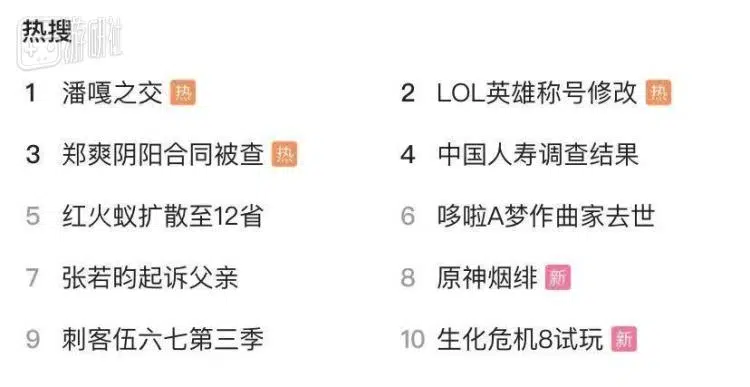 热搜
游研社
1 潘嘎之交 热
2 LOL英雄称号修改 热
3 郑爽阴阳合同被查 热
4 中国人寿调查结果
5 红火蚁扩散至12省
6 哆啦A梦作曲家去世
7 张若昀起诉父亲
8 原神烟绯 新
9 刺客伍六七第三季
10 生化危机8试玩 新